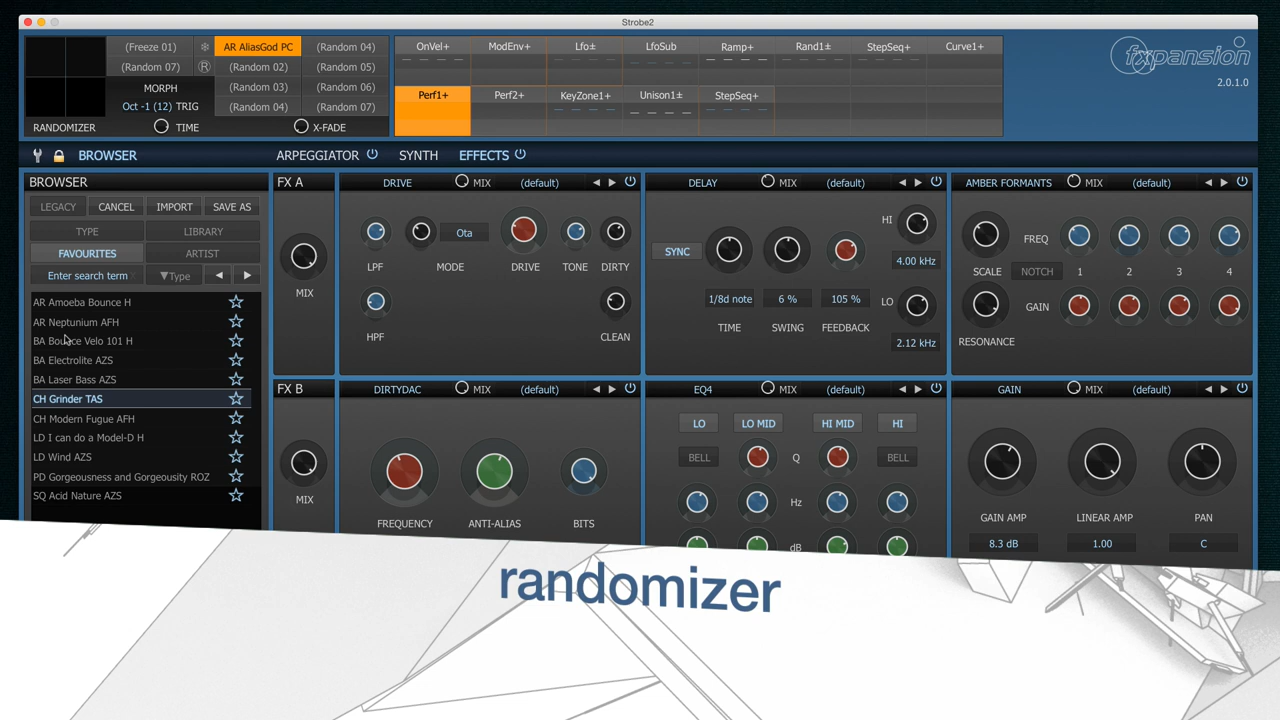 Strobe2
(Freeze 01) AR AliasGod PC (Random 04)
(Random 07) R (Random 02) (Random 05)
MORPH (Random 03) (Random 06)
Oct -1 (12) TRIG (Random 04) (Random 07)
RANDOMIZER TIME X-FADE
OnVel+ ModEnv+ Lfo± LfoSub Ramp+ Rand1± StepSeq+ Curve1+
Perf1+ Perf2+ KeyZone1+ Unison1± StepSeq+
fxpansion
2.0.1.0
BROWSER ARPEGGIATOR SYNTH EFFECTS
BROWSER
LEGACY CANCEL IMPORT SAVE AS
TYPE LIBRARY
FAVOURITES ARTIST
Enter search term ▼Type
AR Amoeba Bounce H
AR Neptunium AFH
BA Bounce Velo 101 H
BA Electrolite AZS
BA Laser Bass AZS
CH Grinder TAS
CH Modern Fugue AFH
LD I can do a Model-D H
LD Wind AZS
PD Gorgeousness and Gorgeousity ROZ
SQ Acid Nature AZS
FX A
MIX
DRIVE MIX (default)
Ota
LPF MODE DRIVE TONE DIRTY
HPF CLEAN
DELAY MIX (default)
HI
SYNC
4.00 kHz
1/8d note 6 % 105 % LO
TIME SWING FEEDBACK
2.12 kHz
AMBER FORMANTS MIX (default)
FREQ
SCALE NOTCH 1 2 3 4
GAIN
RESONANCE
FX B
MIX
DIRTYDAC MIX (default)
FREQUENCY ANTI-ALIAS BITS
EQ4 MIX (default)
LO LO MID HI MID HI
BELL Q BELL
Hz
dB
GAIN MIX (default)
GAIN AMP LINEAR AMP PAN
8.3 dB 1.00 C
randomizer